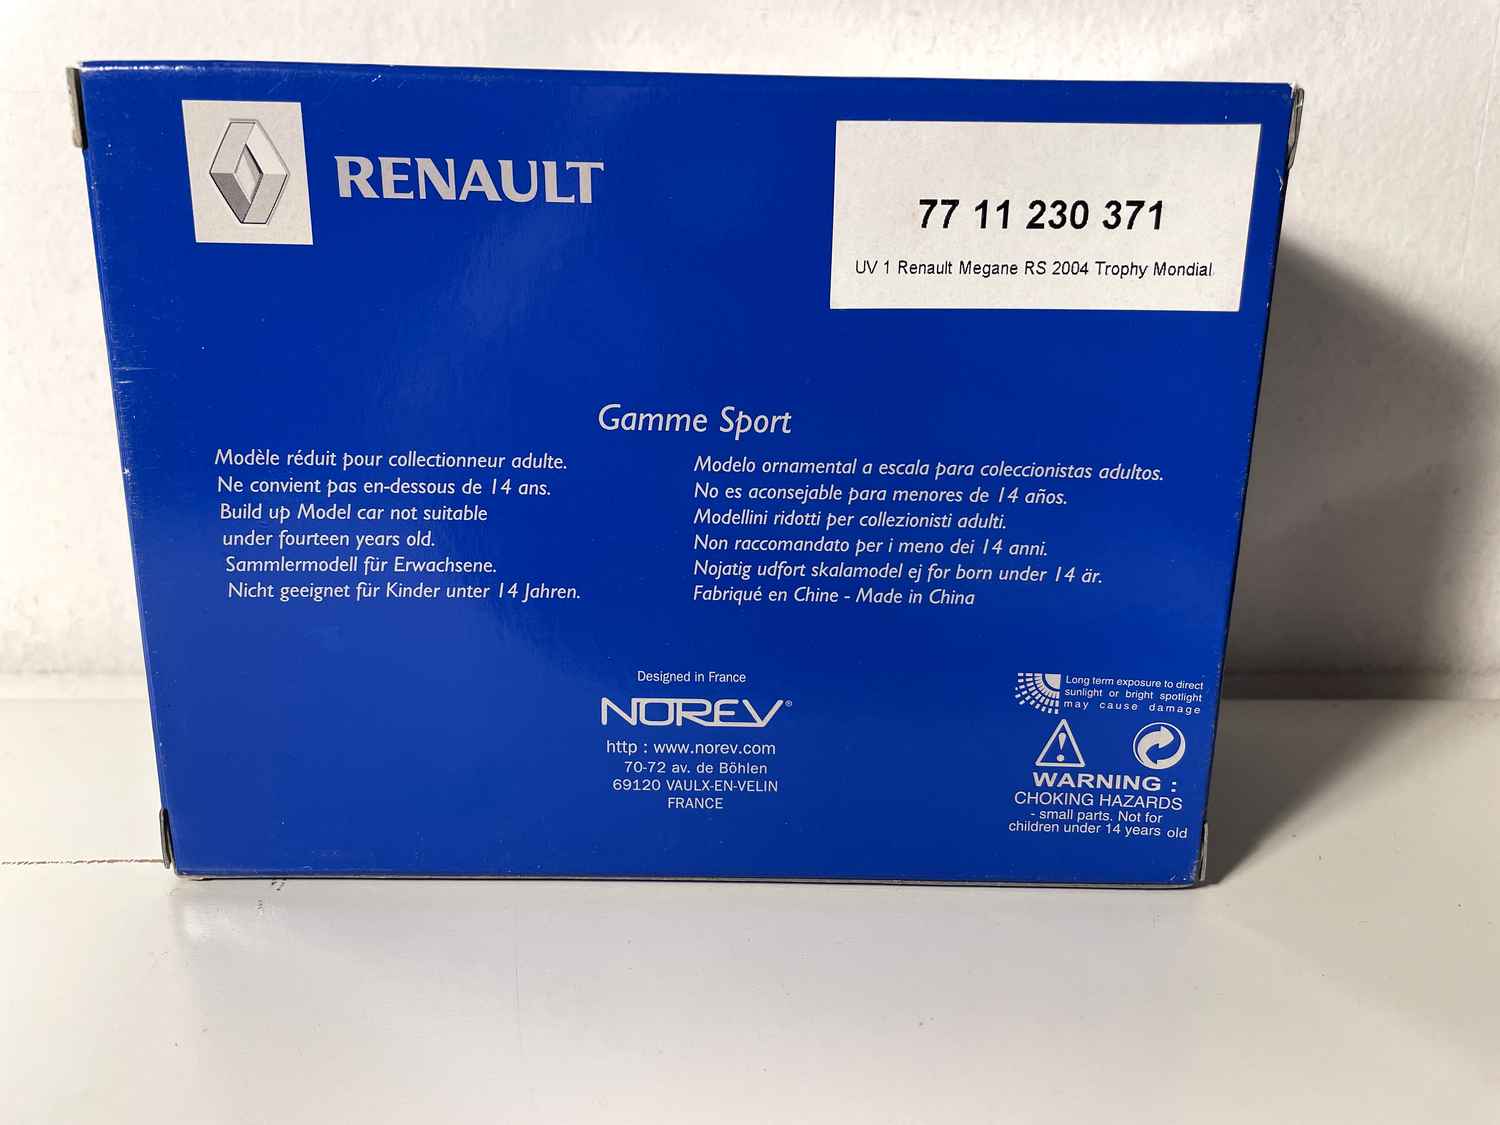 RENAULT
77 11 230 371
UV 1 Renault Megane RS 2004 Trophy Mondial
Gamme Sport
Modèle réduit pour collectionneur adulte.
Ne convient pas en-dessous de 14 ans.
Build up Model car not suitable
under fourteen years old.
Sammlermodell für Erwachsene.
Nicht geeignet für Kinder unter 14 Jahren.
Modelo ornamental a escala para coleccionistas adultos.
No es aconsejable para menores de 14 años.
Modellini ridotti per collezionisti adulti.
Non raccomandato per i meno dei 14 anni.
Nojatig udfort skalamodel ej for born under 14 är.
Fabriqué en Chine - Made in China
Designed in France
NOREV®
http : www.norev.com
70-72 av. de Böhlen
69120 VAULX-EN-VELIN
FRANCE
Long term exposure to direct
sunlight or bright spotlight
may cause damage
WARNING :
CHOKING HAZARDS
- small parts. Not for
children under 14 years old